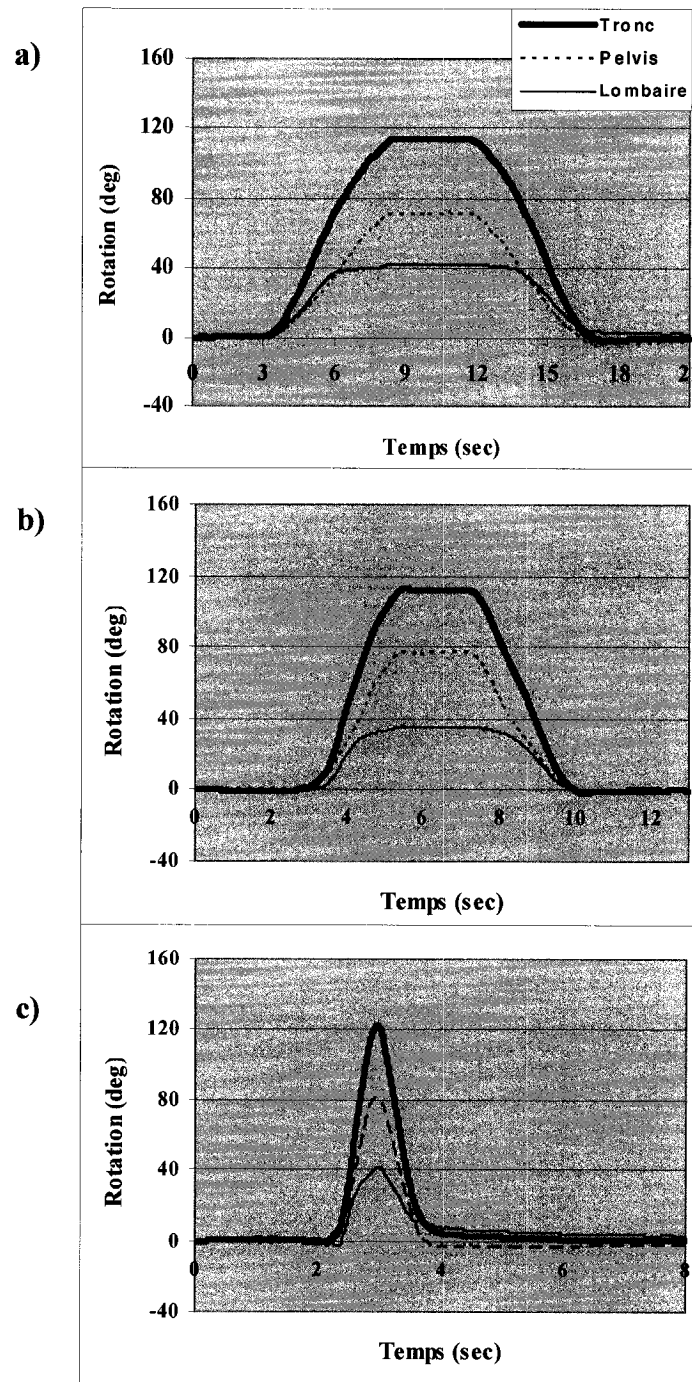 a)
Tronc
Pelvis
Lombaire
160
120
80
40
0
-40
Rotation (deg)
0 3 6 9 12 15 18 2
Temps (sec)
b)
160
120
80
40
0
-40
Rotation (deg)
0 2 4 6 8 10 12
Temps (sec)
c)
160
120
80
40
0
-40
Rotation (deg)
0 2 4 6 8
Temps (sec)